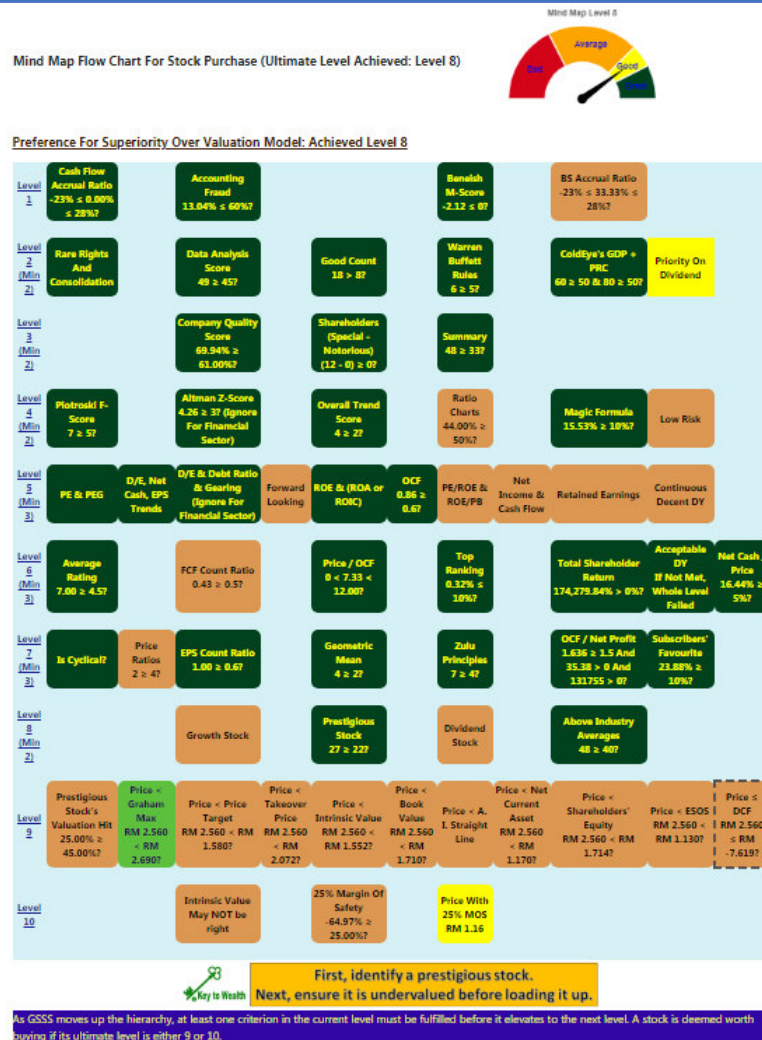 Mind Map Level 8
Average
Good
Mind Map Flow Chart For Stock Purchase (Ultimate Level Achieved: Level 8)
Preference For Superiority Over Valuation Model: Achieved Level 8
Level
1
Cash Flow
Accrual Ratio
-23% ≤ 0.00%
≤ 28%?
Accounting
Fraud
13.04% ≤ 60%?
Beneish
M-Score
-2.12 ≤ 0?
BS Accrual Ratio
-23% ≤ 33.33% ≤
28%?
Level
2
(Min
2)
Rare Rights
And
Consolidation
Data Analysis
Score
49 ≥ 45?
Good Count
18 > 8?
Warren
Buffett
Rules
6 ≥ 5?
ColdEye's GDP +
PRC
60 ≥ 50 & 80 ≥ 50?
Priority On
Dividend
Level
3
(Min
2)
Company Quality
Score
69.94% ≥
61.00%?
Shareholders
(Special -
Notorious)
(12 - 0) ≥ 0?
Summary
48 ≥ 33?
Level
4
(Min
2)
Piotroski F-
Score
7 ≥ 5?
Altman Z-Score
4.26 ≥ 3? (Ignore
For Financial
Sector)
Overall Trend
Score
4 ≥ 2?
Ratio
Charts
44.00% ≥
50%?
Magic Formula
15.53% ≥ 10%?
Low Risk
Level
5
(Min
3)
PE & PEG
D/E, Net
Cash, EPS
Trends
D/E & Debt Ratio
& Gearing
(Ignore For
Financial Sector)
Forward
Looking
ROE & (ROA or
ROIC)
OCF
0.86 ≥
0.6?
PE/ROE &
ROE/PB
Net
Income &
Cash Flow
Retained Earnings
Continuous
Decent DY
Level
6
(Min
3)
Average
Rating
7.00 ≥ 4.5?
FCF Count Ratio
0.43 ≥ 0.5?
Price / OCF
0 < 7.33 <
12.00?
Top
Ranking
0.32% ≤
10%?
Total Shareholder
Return
174,279.84% > 0%?
Acceptable
DY
If Not Met,
Whole Level
Failed
Net Cash /
Price
16.44% ≥
5%?
Level
7
(Min
3)
Is Cyclical?
Price
Ratios
2 ≥ 4?
EPS Count Ratio
1.00 ≥ 0.6?
Geometric
Mean
4 ≥ 2?
Zulu
Principles
7 ≥ 4?
OCF / Net Profit
1.636 ≥ 1.5 And
35.38 > 0 And
131755 > 0?
Subscribers'
Favourite
23.88% ≥
10%?
Level
8
(Min
2)
Growth Stock
Prestigious
Stock
27 ≥ 22?
Dividend
Stock
Above Industry
Averages
48 ≥ 40?
Level
9
Prestigious
Stock's
Valuation Hit
25.00% ≥
45.00%?
Price <
Graham
Max
RM 2.560
< RM
2.690?
Price < Price
Target
RM 2.560 < RM
1.580?
Price <
Takeover
Price
RM 2.560
< RM
2.072?
Price <
Intrinsic Value
RM 2.560 <
RM 1.552?
Price <
Book
Value
RM 2.560
< RM
1.710?
Price < A.
I. Straight
Line
Price < Net
Current
Asset
RM 2.560
< RM
1.170?
Price <
Shareholders'
Equity
RM 2.560 < RM
1.714?
Price < ESOS
RM 2.560 <
RM 1.130?
Price ≤
DCF
RM 2.560
≤ RM
-7.619?
Level
10
Intrinsic Value
May NOT be
right
25% Margin Of
Safety
-64.97% ≥
25.00%?
Price With
25% MOS
RM 1.16
Key to Wealth
First, identify a prestigious stock.
Next, ensure it is undervalued before loading it up.
As GSSS moves up the hierarchy, at least one criterion in the current level must be fulfilled before it elevates to the next level. A stock is deemed worth
buying if its ultimate level is either 9 or 10.